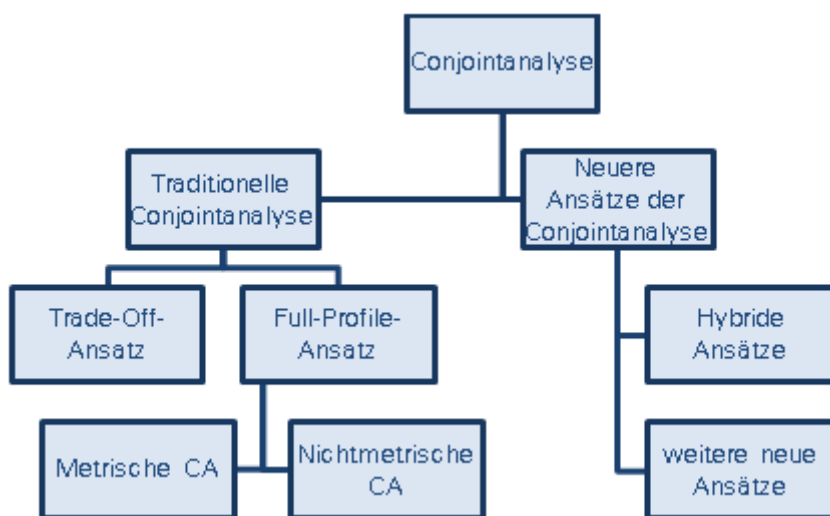 Conjointanalyse
Traditionelle
Conjointanalyse
Neuere
Ansätze der
Conjointanalyse
Trade-Off-
Ansatz
Full-Profile-
Ansatz
Hybride
Ansätze
Metrische CA
Nichtmetrische
CA
weitere neue
Ansätze